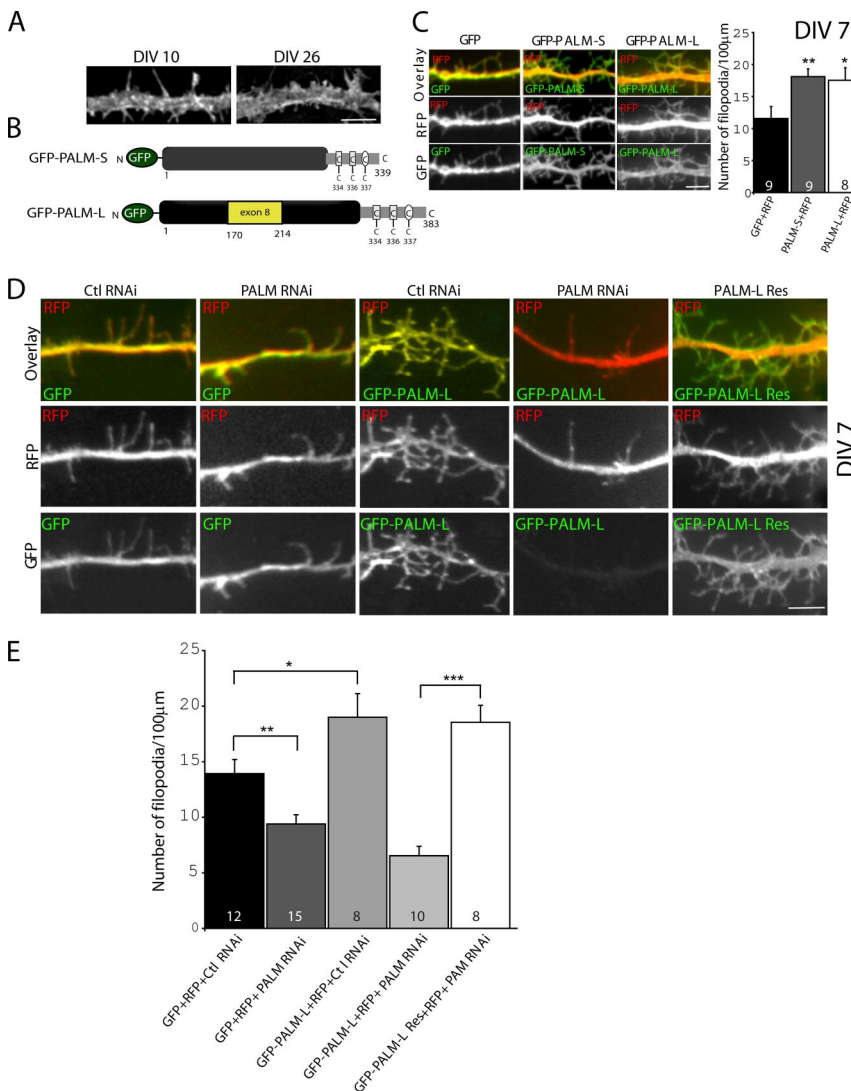 A
DIV 10
DIV 26
B
GFP-PALM-S
N
GFP
1
C
C
C
C
C
C
C
334
336
337
339
GFP-PALM-L
N
GFP
exon 8
1
170
214
C
C
C
C
C
C
C
334
336
337
383
C
GFP
GFP-PALM-S
GFP-PALM-L
Overlay
RFP
RFP
RFP
GFP
GFP-PALM-S
GFP-PALM-L
RFP
RFP
RFP
RFP
GFP
GFP
GFP-PALM-S
GFP-PALM-L
DIV 7
Number of filopodia/100µm
25
20
15
10
5
0
**
*
9
9
8
GFP+RFP
PALM-S+RFP
PALM-L+RFP
D
Ctl RNAi
PALM RNAi
Ctl RNAi
PALM RNAi
PALM-L Res
Overlay
RFP
RFP
RFP
RFP
RFP
GFP
GFP
GFP-PALM-L
GFP-PALM-L
GFP-PALM-L Res
RFP
RFP
RFP
RFP
RFP
RFP
DIV 7
GFP
GFP
GFP
GFP-PALM-L
GFP-PALM-L
GFP-PALM-L Res
E
Number of filopodia/100µm
25
20
15
10
5
0
*
**
***
12
15
8
10
8
GFP+RFP+Ctl RNAi
GFP+RFP+ PALM RNAi
GFP-PALM-L+RFP+Ct l RNAi
GFP-PALM-L+RFP+ PALM RNAi
GFP-PALM-L Res+RFP+ PAM RNAi